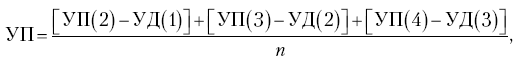 УП = [УП(2) – УД(1)] + [УП(3) – УД(2)] + [УП(4) – УД(3)]
n,